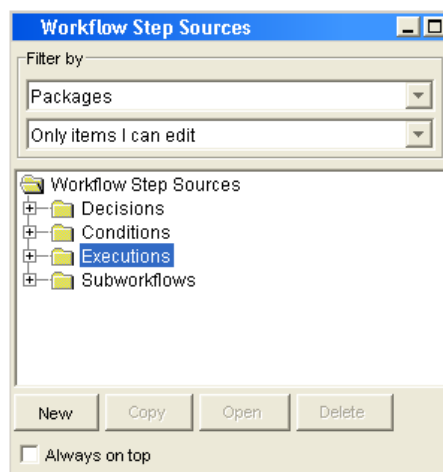 Workflow Step Sources
Filter by
Packages
Only items I can edit
Workflow Step Sources
Decisions
Conditions
Executions
Subworkflows
New Copy Open Delete
Always on top